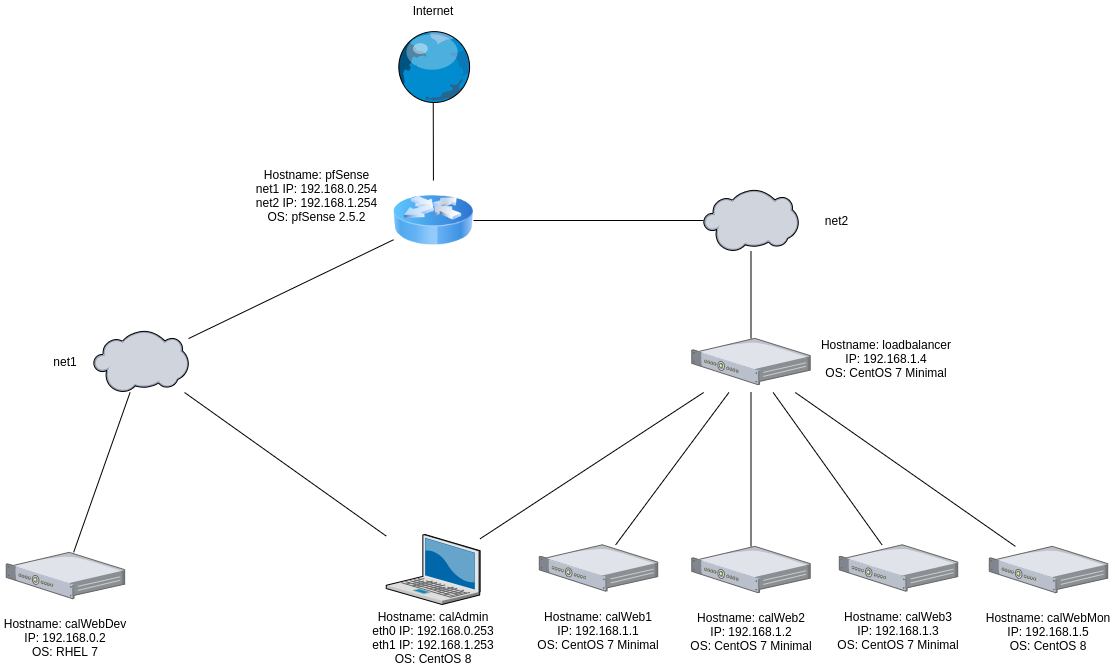 Internet
Hostname: pfSense
net1 IP: 192.168.0.254
net2 IP: 192.168.1.254
OS: pfSense 2.5.2
net2
net1
Hostname: loadbalancer
IP: 192.168.1.4
OS: CentOS 7 Minimal
Hostname: calWebDev
IP: 192.168.0.2
OS: RHEL 7
Hostname: calAdmin
eth0 IP: 192.168.0.253
eth1 IP: 192.168.1.253
OS: CentOS 8
Hostname: calWeb1
IP: 192.168.1.1
OS: CentOS 7 Minimal
Hostname: calWeb2
IP: 192.168.1.2
OS: CentOS 7 Minimal
Hostname: calWeb3
IP: 192.168.1.3
OS: CentOS 7 Minimal
Hostname: calWebMon
IP: 192.168.1.5
OS: CentOS 8